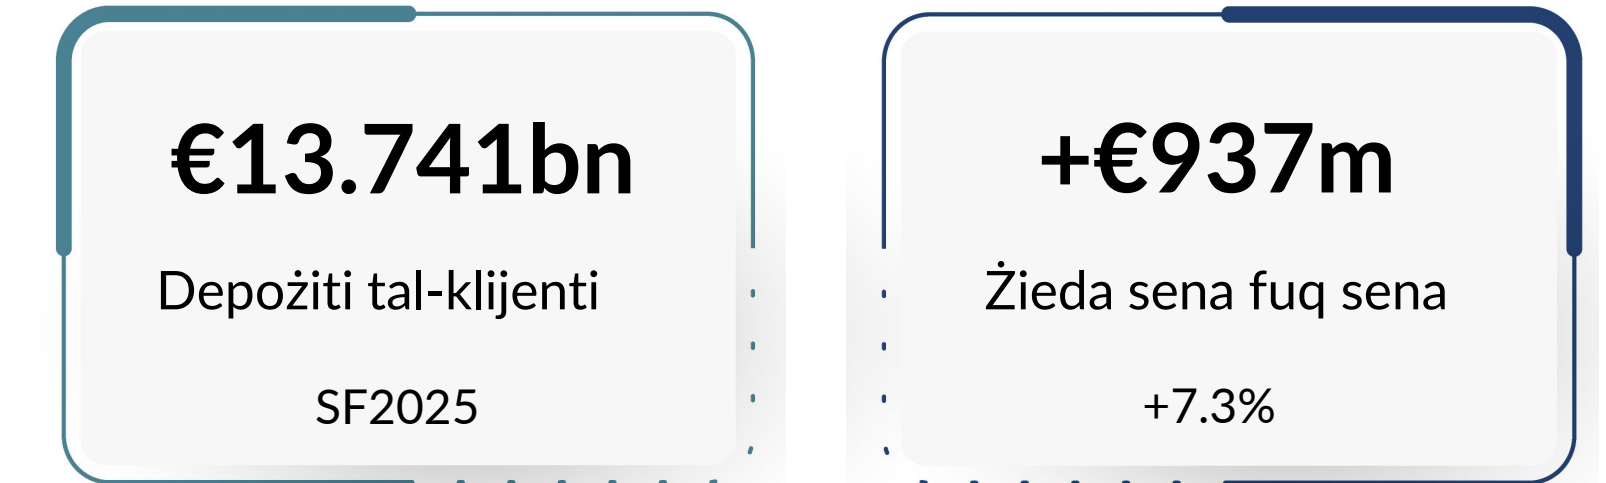 €13.741bn
Depożiti tal-klijenti
SF2025
+€937m
Żieda sena fuq sena
+7.3%